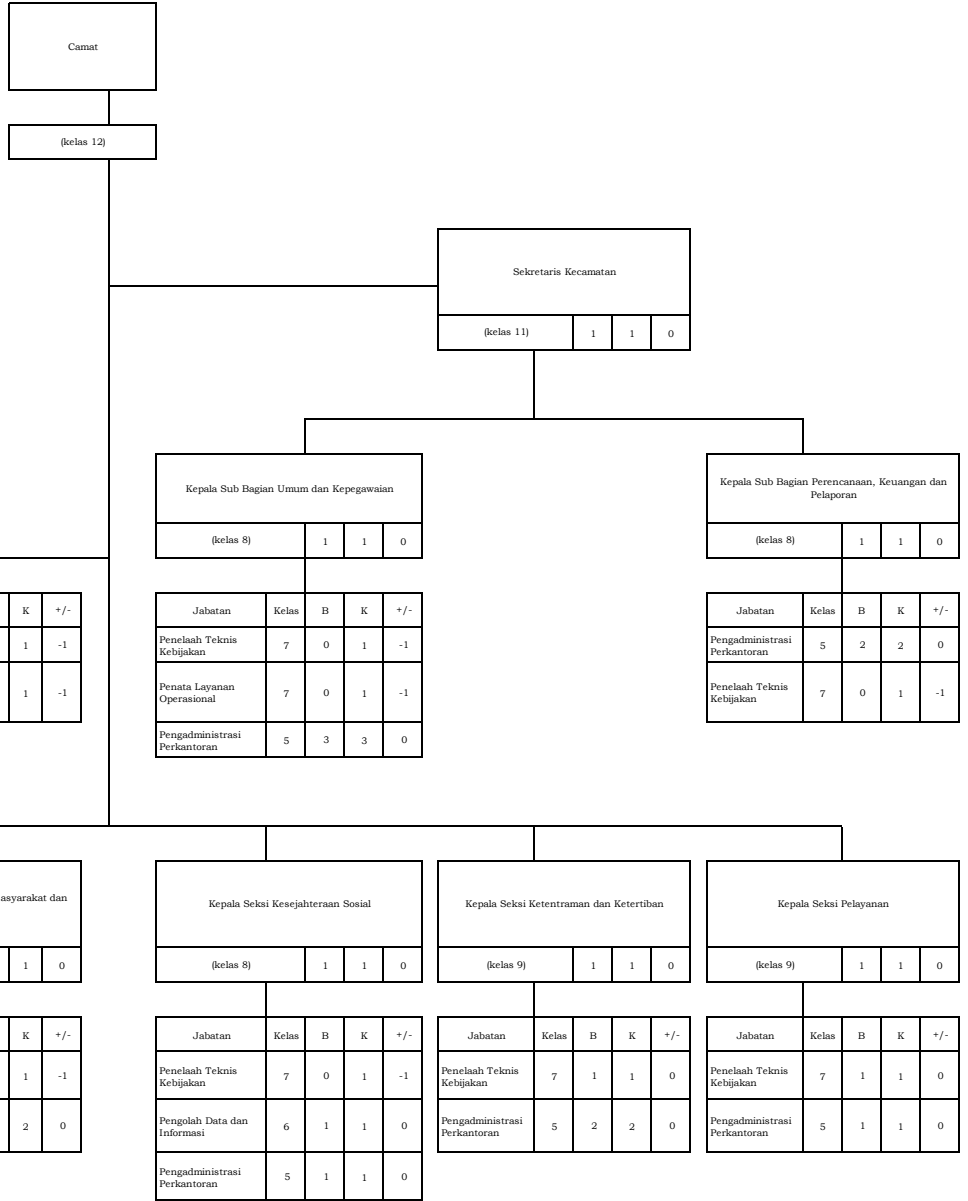 Camat
(kelas 12)
Sekretaris Kecamatan
(kelas 11) 1 1 0
Kepala Sub Bagian Umum dan Kepegawaian
(kelas 8) 1 1 0
Kepala Sub Bagian Perencanaan, Keuangan dan
Pelaporan
(kelas 8) 1 1 0
K +/-
1 -1
1 -1
Jabatan Kelas B K +/-
Penelaah Teknis
Kebijakan 7 0 1 -1
Penata Layanan
Operasional 7 0 1 -1
Pengadministrasi
Perkantoran 5 3 3 0
Jabatan Kelas B K +/-
Pengadministrasi
Perkantoran 5 2 2 0
Penelaah Teknis
Kebijakan 7 0 1 -1
asyarakat dan
1 0
K +/-
1 -1
2 0
Kepala Seksi Kesejahteraan Sosial
(kelas 8) 1 1 0
Jabatan Kelas B K +/-
Penelaah Teknis
Kebijakan 7 0 1 -1
Pengolah Data dan
Informasi 6 1 1 0
Pengadministrasi
Perkantoran 5 1 1 0
Kepala Seksi Ketentraman dan Ketertiban
(kelas 9) 1 1 0
Jabatan Kelas B K +/-
Penelaah Teknis
Kebijakan 7 1 1 0
Pengadministrasi
Perkantoran 5 2 2 0
Kepala Seksi Pelayanan
(kelas 9) 1 1 0
Jabatan Kelas B K +/-
Penelaah Teknis
Kebijakan 7 1 1 0
Pengadministrasi
Perkantoran 5 1 1 0